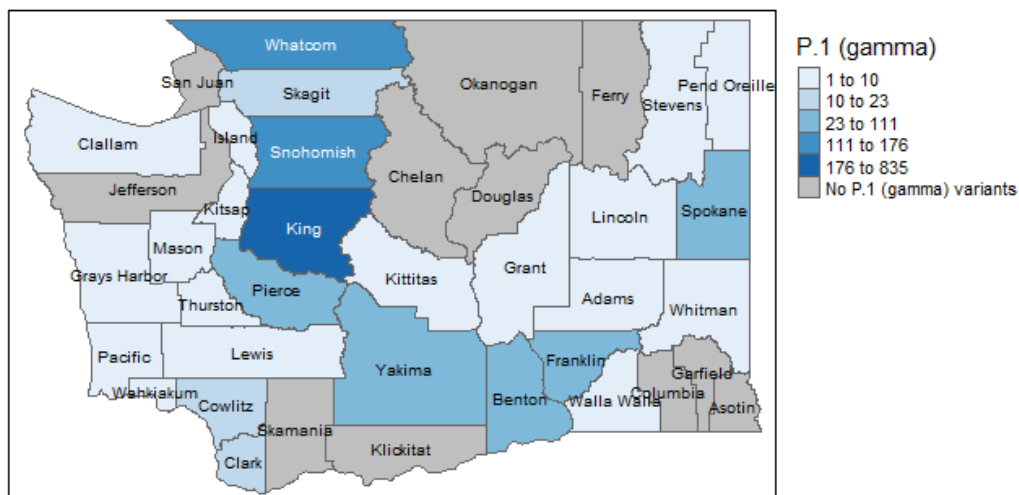 P.1 (gamma)
1 to 10
10 to 23
23 to 111
111 to 176
176 to 835
No P.1 (gamma) variants
Whatcom
San Juan
Skagit
Okanogan
Ferry
Stevens
Pend Oreille
Clallam
Island
Snohomish
Chelan
Jefferson
Kitsap
Douglas
Lincoln
Spokane
King
Mason
Grays Harbor
Kittitas
Grant
Thurston
Pierce
Adams
Whitman
Pacific
Lewis
Yakima
Franklin
Wahkiakum
Cowlitz
Benton
Walla Walla
Columbia
Garfield
Asotin
Skamania
Klickitat
Clark